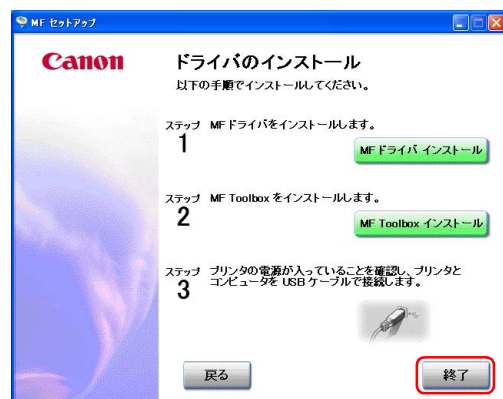 MF セットアップ
Canon
ドライバのインストール
以下の手順でインストールしてください。
ステップ 1 MFドライバをインストールします。
MFドライバ インストール
ステップ 2 MF Toolbox をインストールします。
MF Toolbox インストール
ステップ 3 プリンタの電源が入っていることを確認し、プリンタと
コンピュータを USB ケーブルで接続します。
戻る
終了